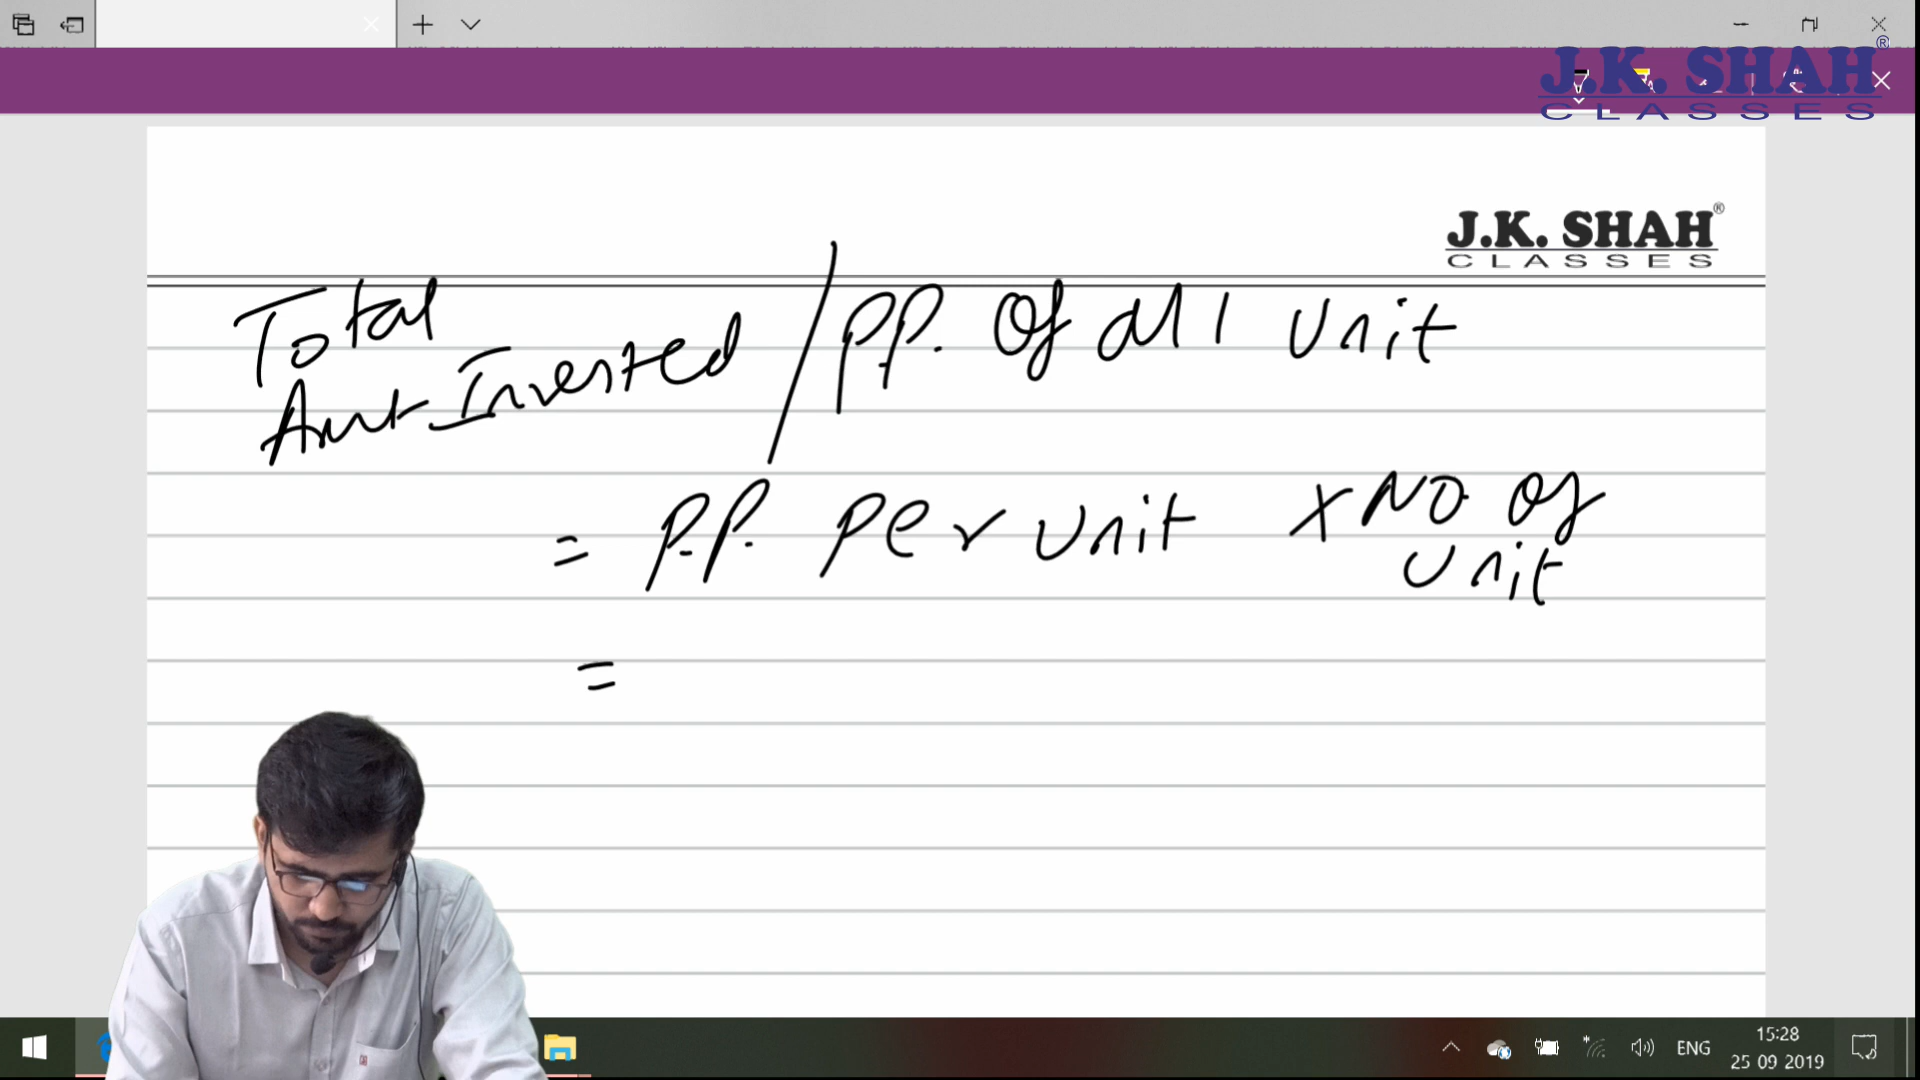 J.K. SHAH®
CLASSES
J.K. SHAH®
CLASSES
Total
Amt. Invested / P.P. Of all Unit
= P.P. Per Unit × No Of
Unit
=
ENG
15:28
25 09 2019